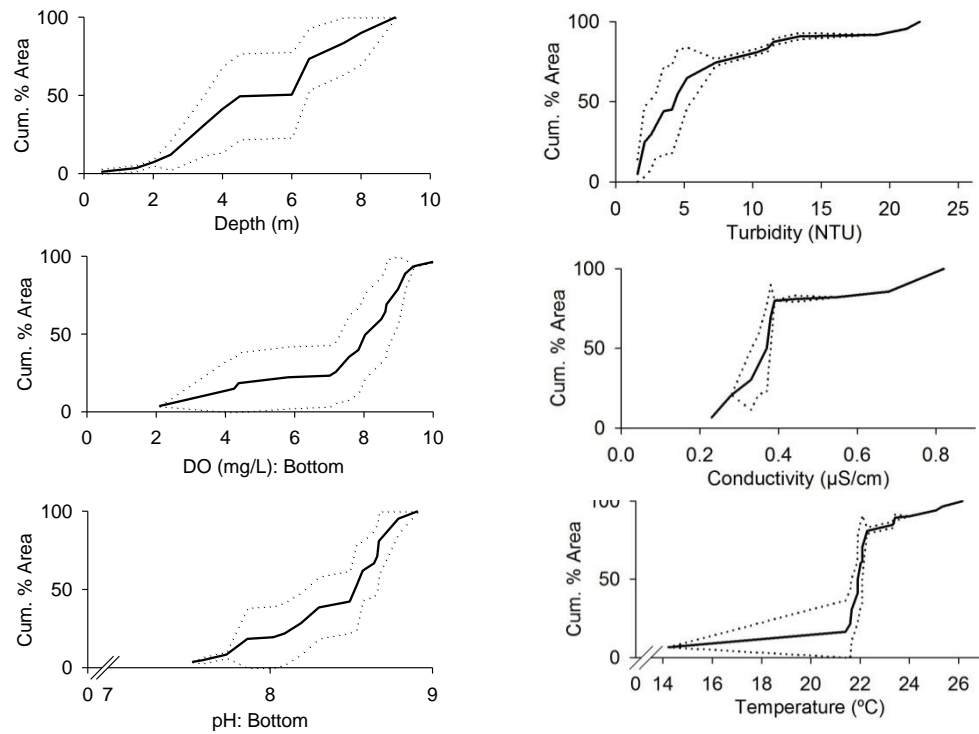 100
Cum. % Area
50
0
0 2 4 6 8 10
Depth (m)
100
Cum. % Area
50
0
0 5 10 15 20 25
Turbidity (NTU)
100
Cum. % Area
50
0
0 2 4 6 8 10
DO (mg/L): Bottom
100
Cum. % Area
50
0
0.0 0.2 0.4 0.6 0.8
Conductivity (µS/cm)
100
Cum. % Area
50
0
0 7 8 9
pH: Bottom
100
Cum. % Area
50
0
0 14 16 18 20 22 24 26
Temperature (ºC)